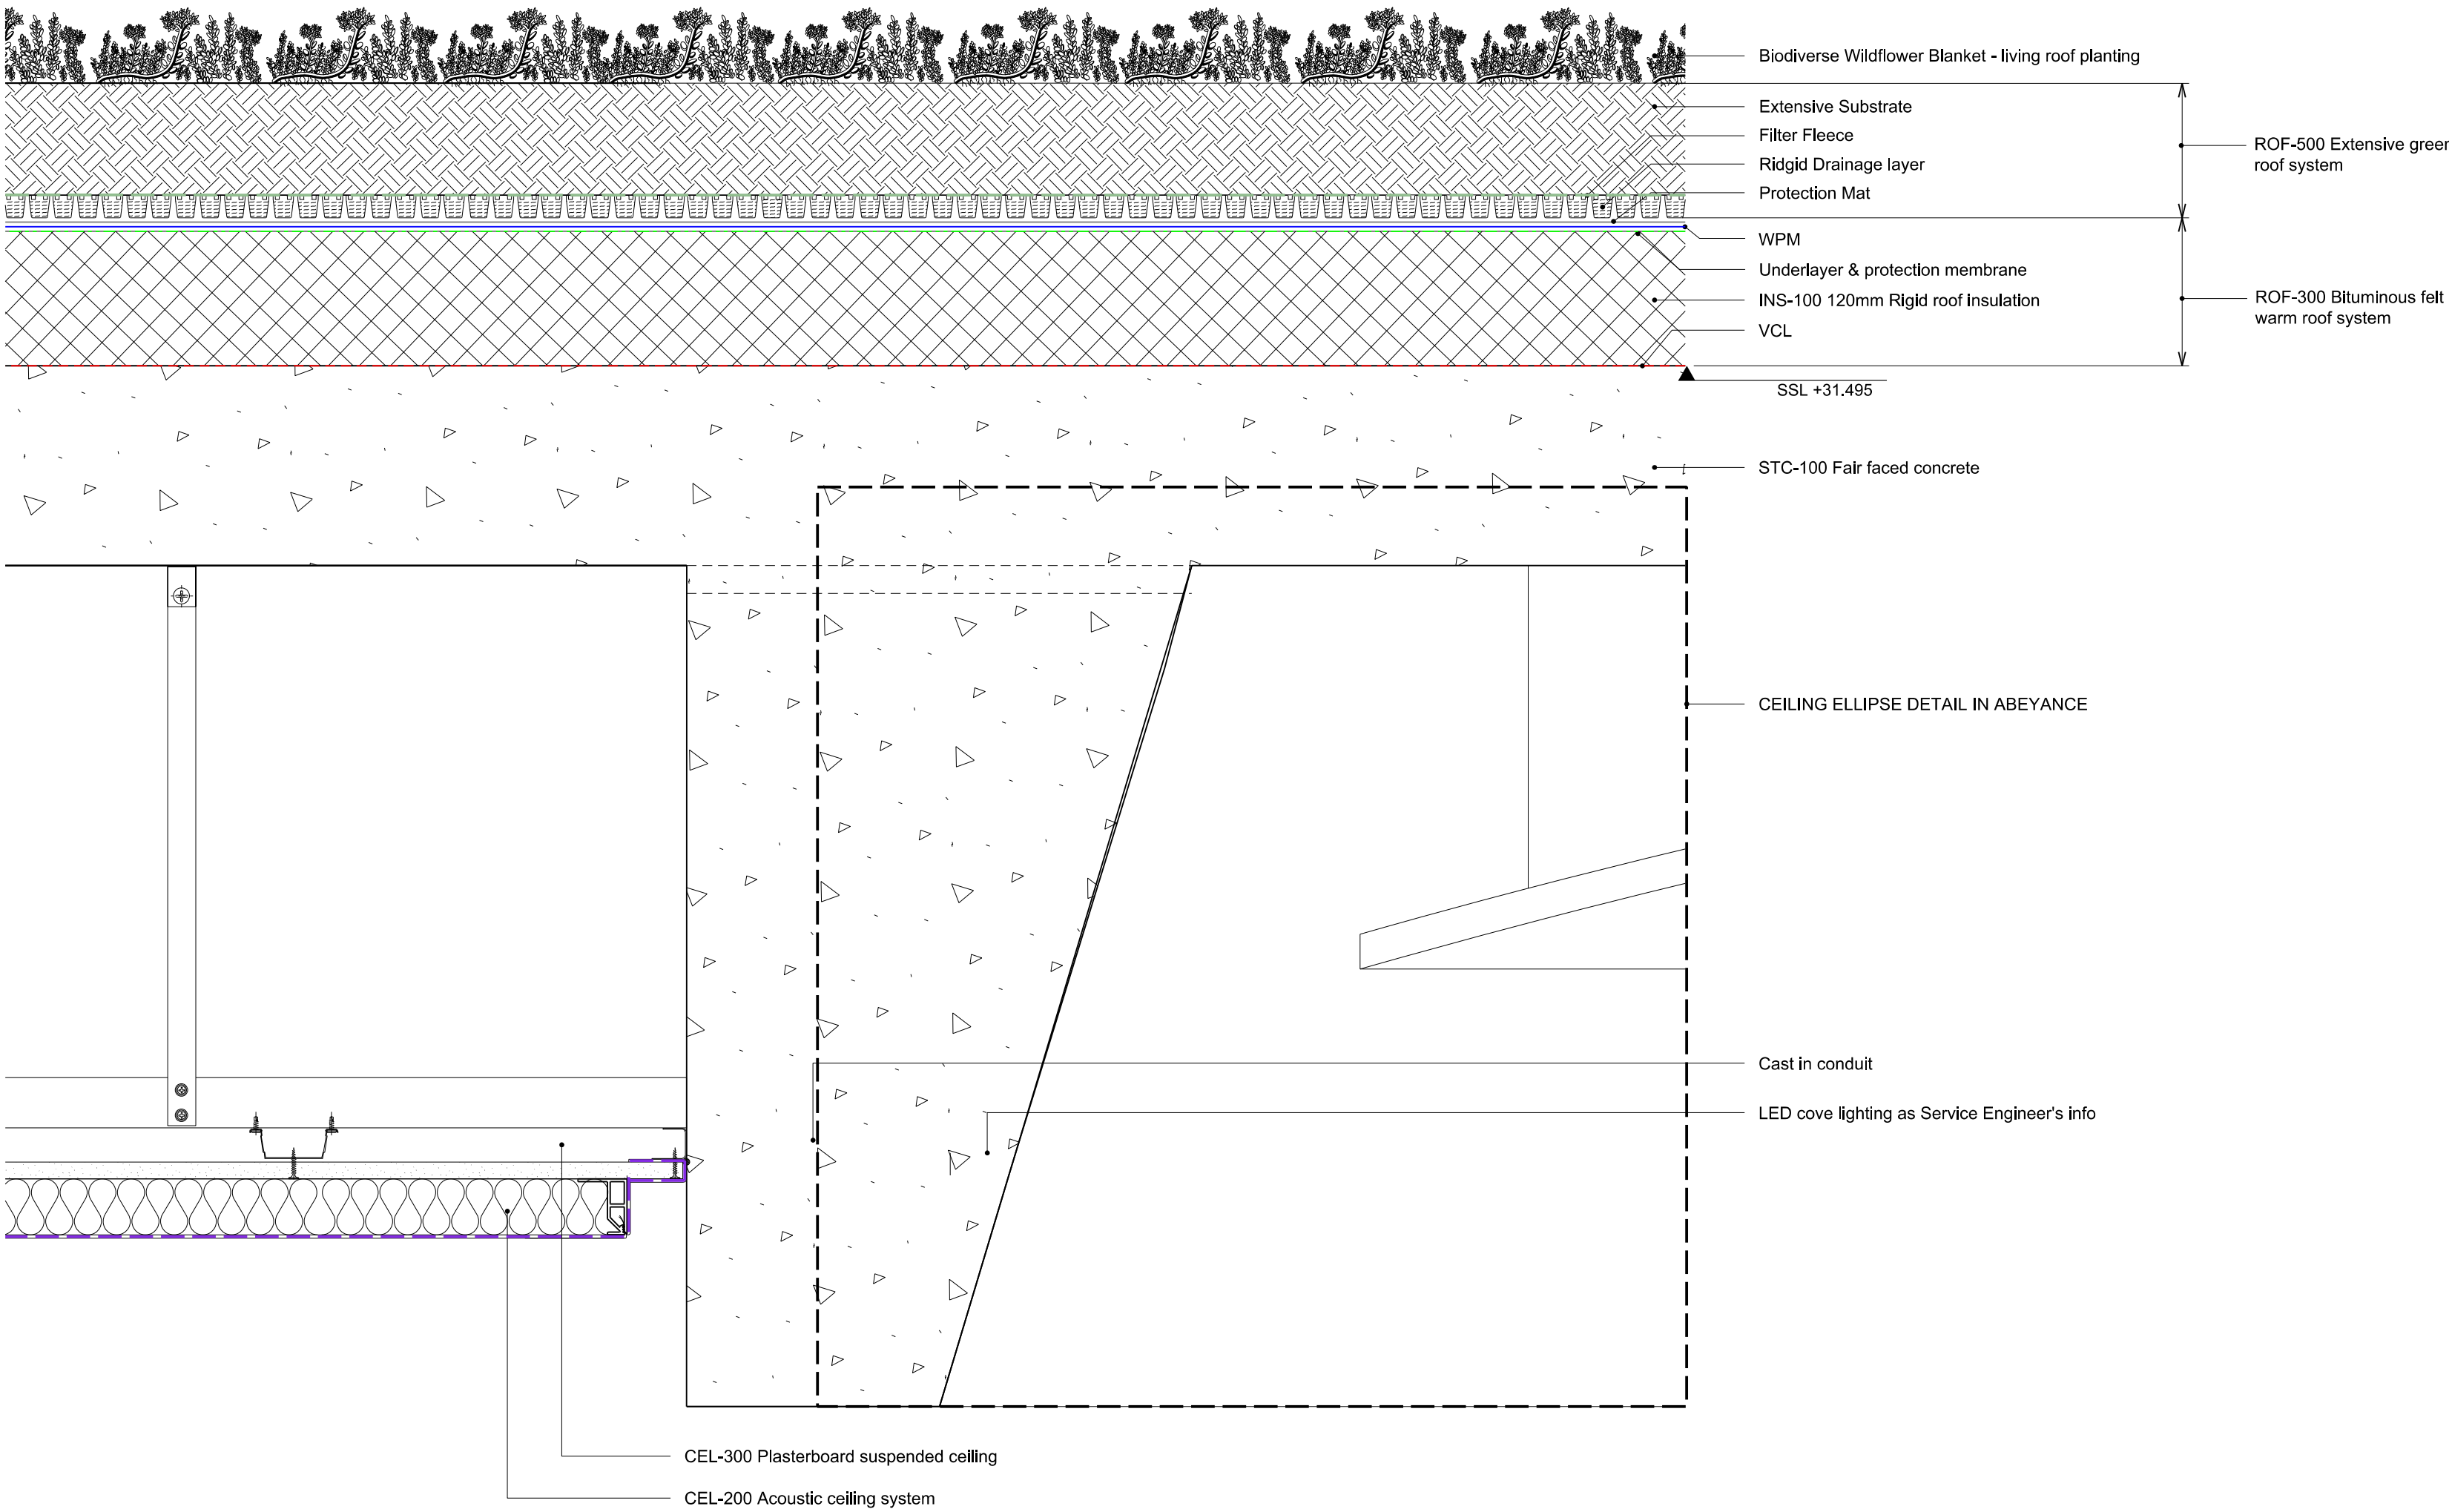 Biodiverse Wildflower Blanket - living roof planting
Extensive Substrate
Filter Fleece
Ridgid Drainage layer
Protection Mat
ROF-500 Extensive green
roof system
WPM
Underlayer & protection membrane
INS-100 120mm Rigid roof insulation
VCL
ROF-300 Bituminous felt
warm roof system
SSL +31.495
STC-100 Fair faced concrete
CEILING ELLIPSE DETAIL IN ABEYANCE
Cast in conduit
LED cove lighting as Service Engineer's info
CEL-300 Plasterboard suspended ceiling
CEL-200 Acoustic ceiling system